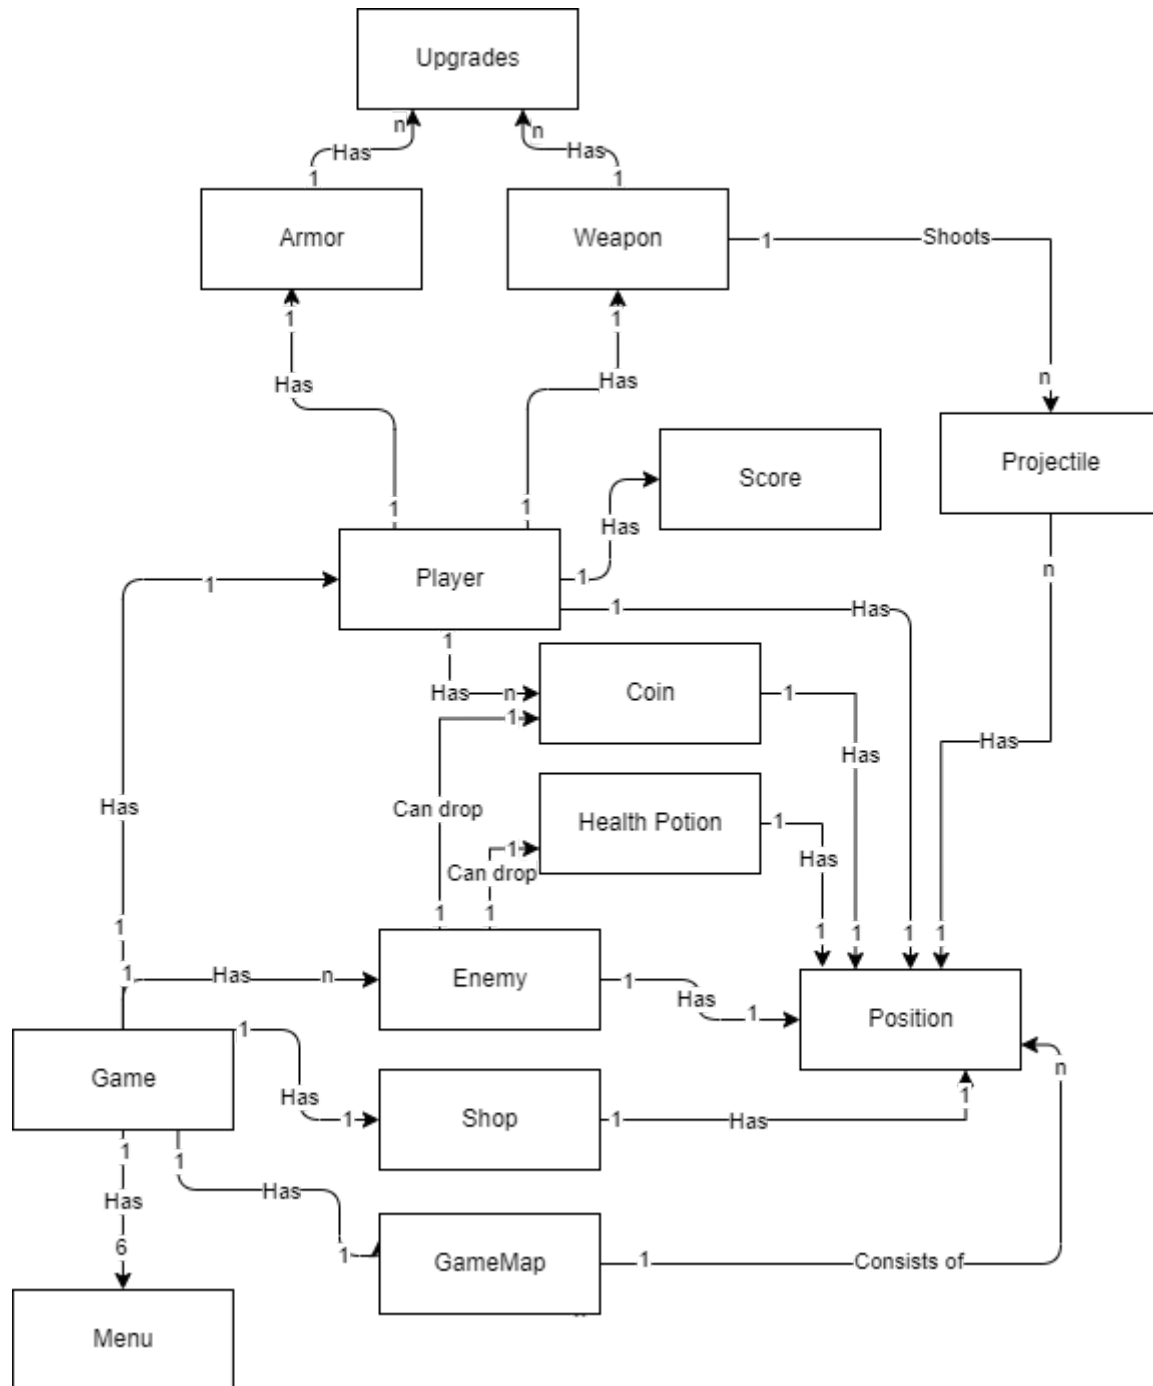 Upgrades
n
n
Has
Has
1
1
Armor
Weapon
1
Shoots
1
1
Has
Has
n
Projectile
Score
1
1
Has
n
Player
1
1
1
1
Has
1
Has
n
Coin
1
1
Has
Has
Has
Can drop
Health Potion
1
1
Has
Can drop
1
1
1
1
1
1
1
1
Has
n
Enemy
1
Has
1
Position
1
Game
Has
1
Shop
1
Has
1
n
1
1
Has
Has
6
1
GameMap
1
Consists of
Menu